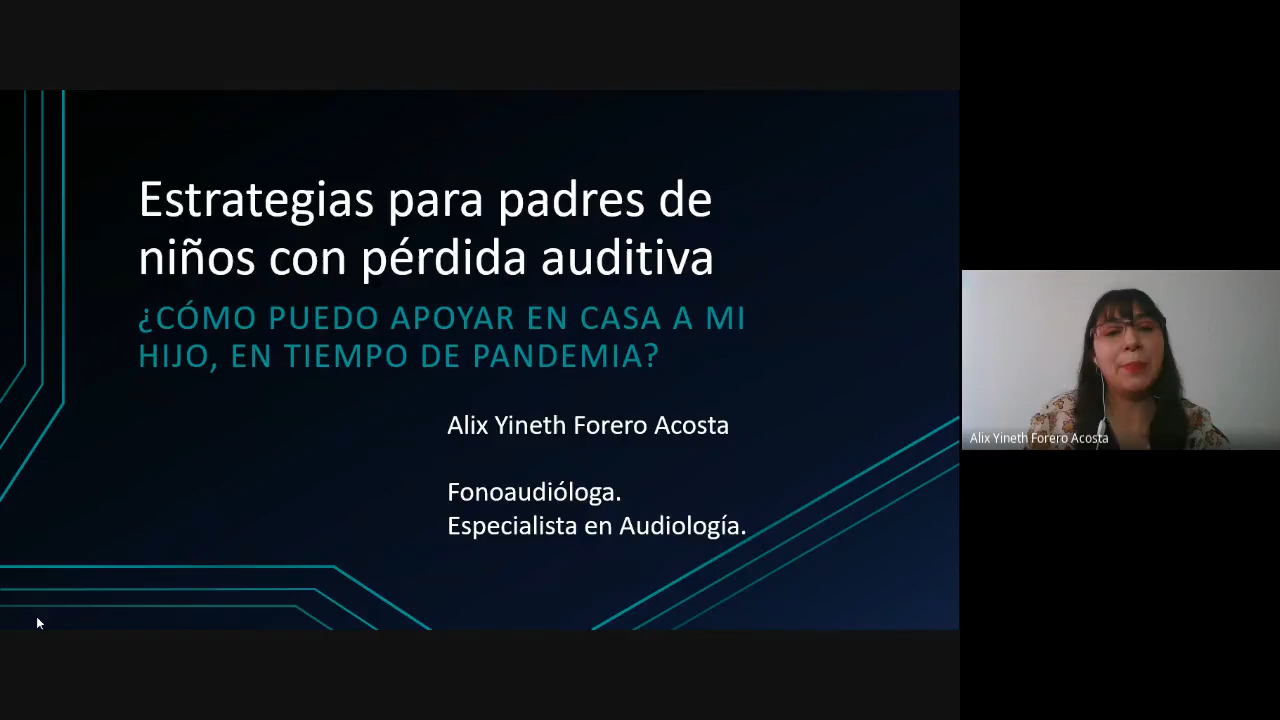 Estrategias para padres de
niños con pérdida auditiva
¿CÓMO PUEDO APOYAR EN CASA A MI
HIJO, EN TIEMPO DE PANDEMIA?
Alix Yineth Forero Acosta
Fonoaudióloga.
Especialista en Audiología.
Alix Yineth Forero Acosta